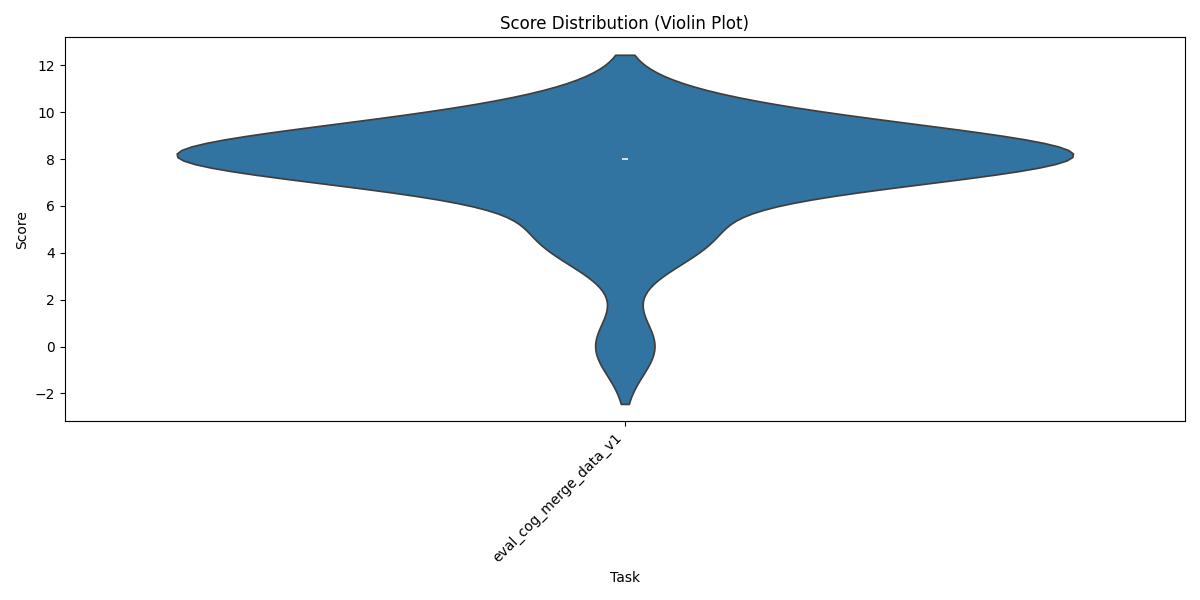 Score Distribution (Violin Plot)
12
10
8
6
4
2
0
−2
Score
eval_cog_merge_data_v1
Task